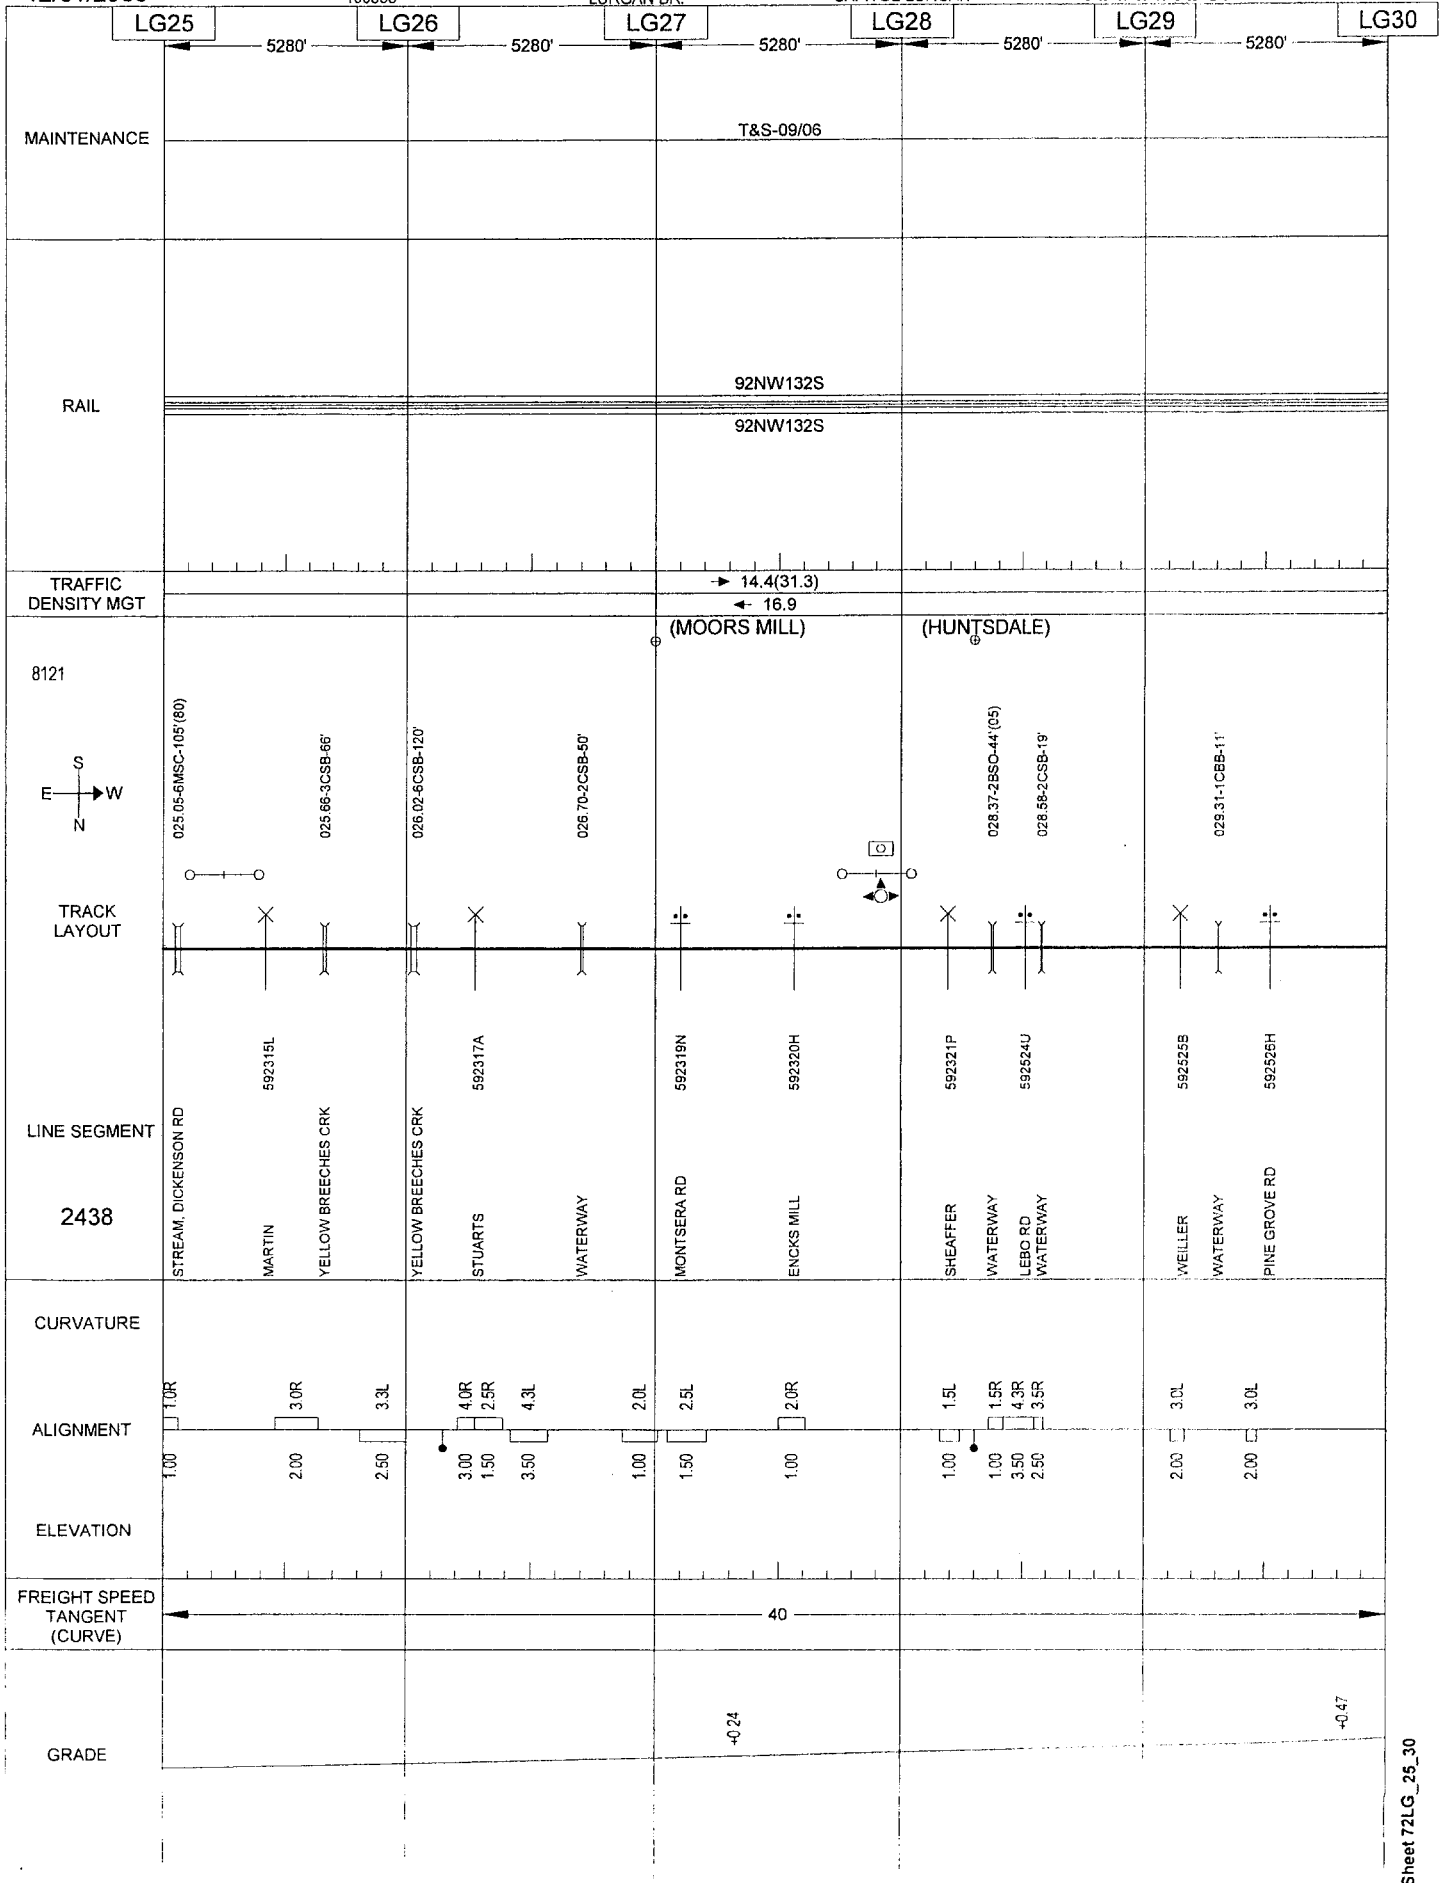 LG25 LG26 LG27 LG28 LG29 LG30
5280' 5280' 5280' 5280' 5280'
MAINTENANCE
T&S-09/06
RAIL
92NW132S
92NW132S
TRAFFIC
DENSITY MGT
14.4(31.3)
16.9
(MOORS MILL) (HUNTSDALE)
8121
S
E W
N
025.05-6MSC-105'(80)
025.66-3CSB-66'
026.02-6CSB-120'
026.70-2CSB-50'
028.37-2BSO-44'(05)
028.58-2CSB-19'
029.31-1CBB-11'
TRACK
LAYOUT
592315L
592317A
592319N
592320H
592321P
592524U
592525B
592526H
LINE SEGMENT
2438
STREAM, DICKENSON RD
MARTIN
YELLOW BREECHES CRK
YELLOW BREECHES CRK
STUARTS
WATERWAY
MONTSERA RD
ENCKS MILL
SHEAFFER
WATERWAY
LEBO RD
WATERWAY
WEILLER
WATERWAY
PINE GROVE RD
CURVATURE
1.0R 3.0R 3.3L 4.0R 2.5R 4.3L 2.0L 2.5L 2.0R 1.5L 1.5R 4.3R 3.5R 3.0L 3.0L
ALIGNMENT
1.00 2.00 2.50 3.00 1.50 3.50 1.00 1.50 1.00 1.00 1.00 3.50 2.50 2.00 2.00
ELEVATION
FREIGHT SPEED
TANGENT
(CURVE)
40
GRADE
+0.24
+0.47
Sheet 72LG_25_30